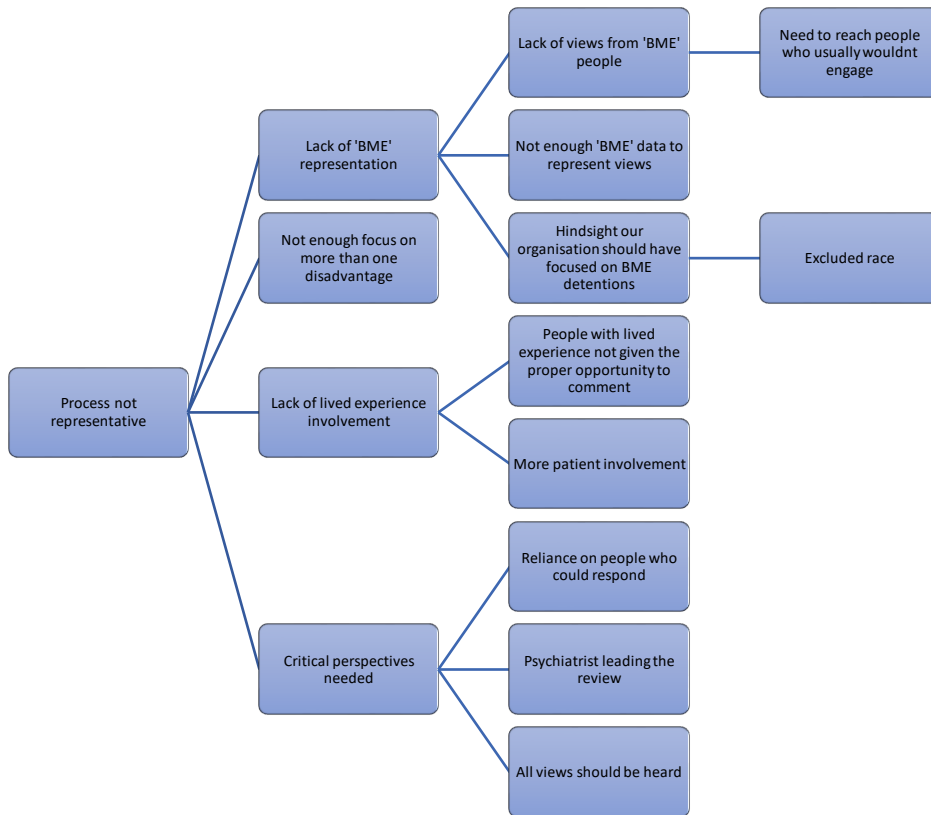 Lack of views from 'BME'
people
Need to reach people
who usually wouldnt
engage
Lack of 'BME'
representation
Not enough 'BME' data to
represent views
Not enough focus on
more than one
disadvantage
Hindsight our
organisation should have
focused on BME
detentions
Excluded race
Process not
representative
Lack of lived experience
involvement
People with lived
experience not given the
proper opportunity to
comment
More patient involvement
Critical perspectives
needed
Reliance on people who
could respond
Psychiatrist leading the
review
All views should be heard